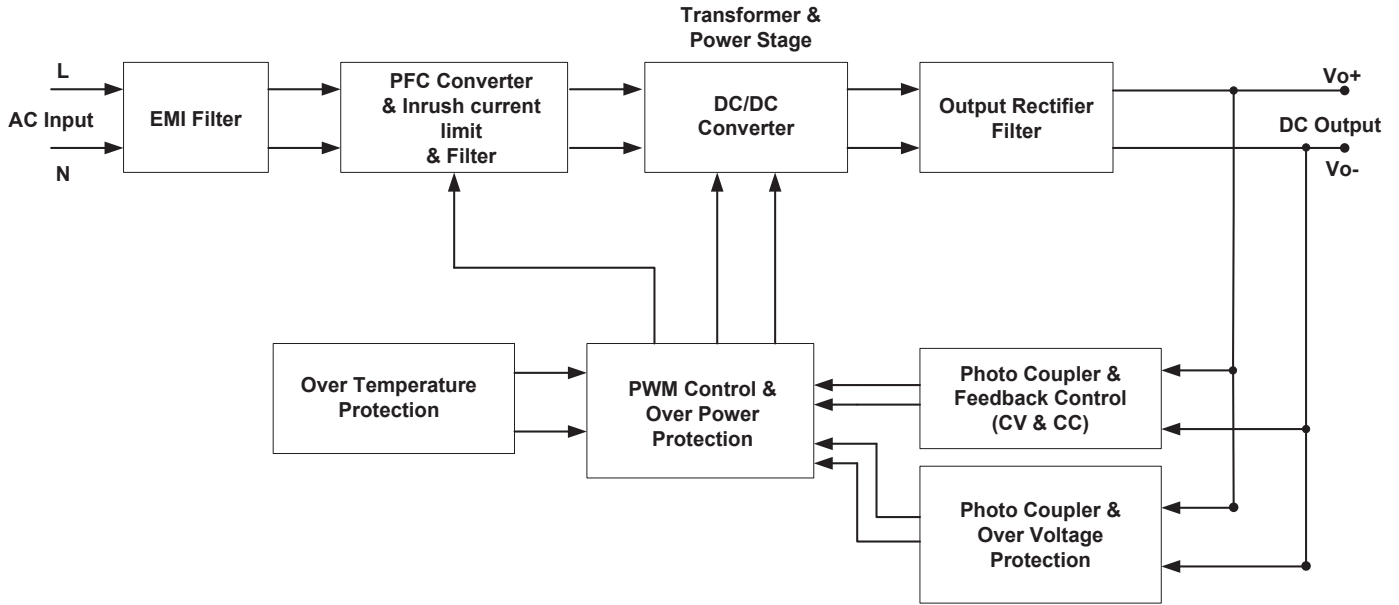 Transformer &
Power Stage
L
AC Input
N
EMI Filter
PFC Converter
& Inrush current
limit
& Filter
DC/DC
Converter
Output Rectifier
Filter
Vo+
DC Output
Vo-
Over Temperature
Protection
PWM Control &
Over Power
Protection
Photo Coupler &
Feedback Control
(CV & CC)
Photo Coupler &
Over Voltage
Protection